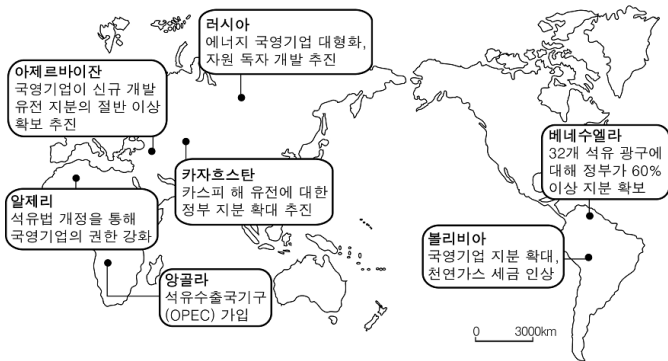 러시아
에너지 국영기업 대형화,
자원 독자 개발 추진
아제르바이잔
국영기업이 신규 개발
유전 지분의 절반 이상
확보 추진
카자흐스탄
카스피 해 유전에 대한
정부 지분 확대 추진
알제리
석유법 개정을 통해
국영기업의 권한 강화
앙골라
석유수출국기구
(OPEC) 가입
베네수엘라
32개 석유 광구에
대해 정부가 60%
이상 지분 확보
볼리비아
국영기업 지분 확대,
천연가스 세금 인상
0 3000km